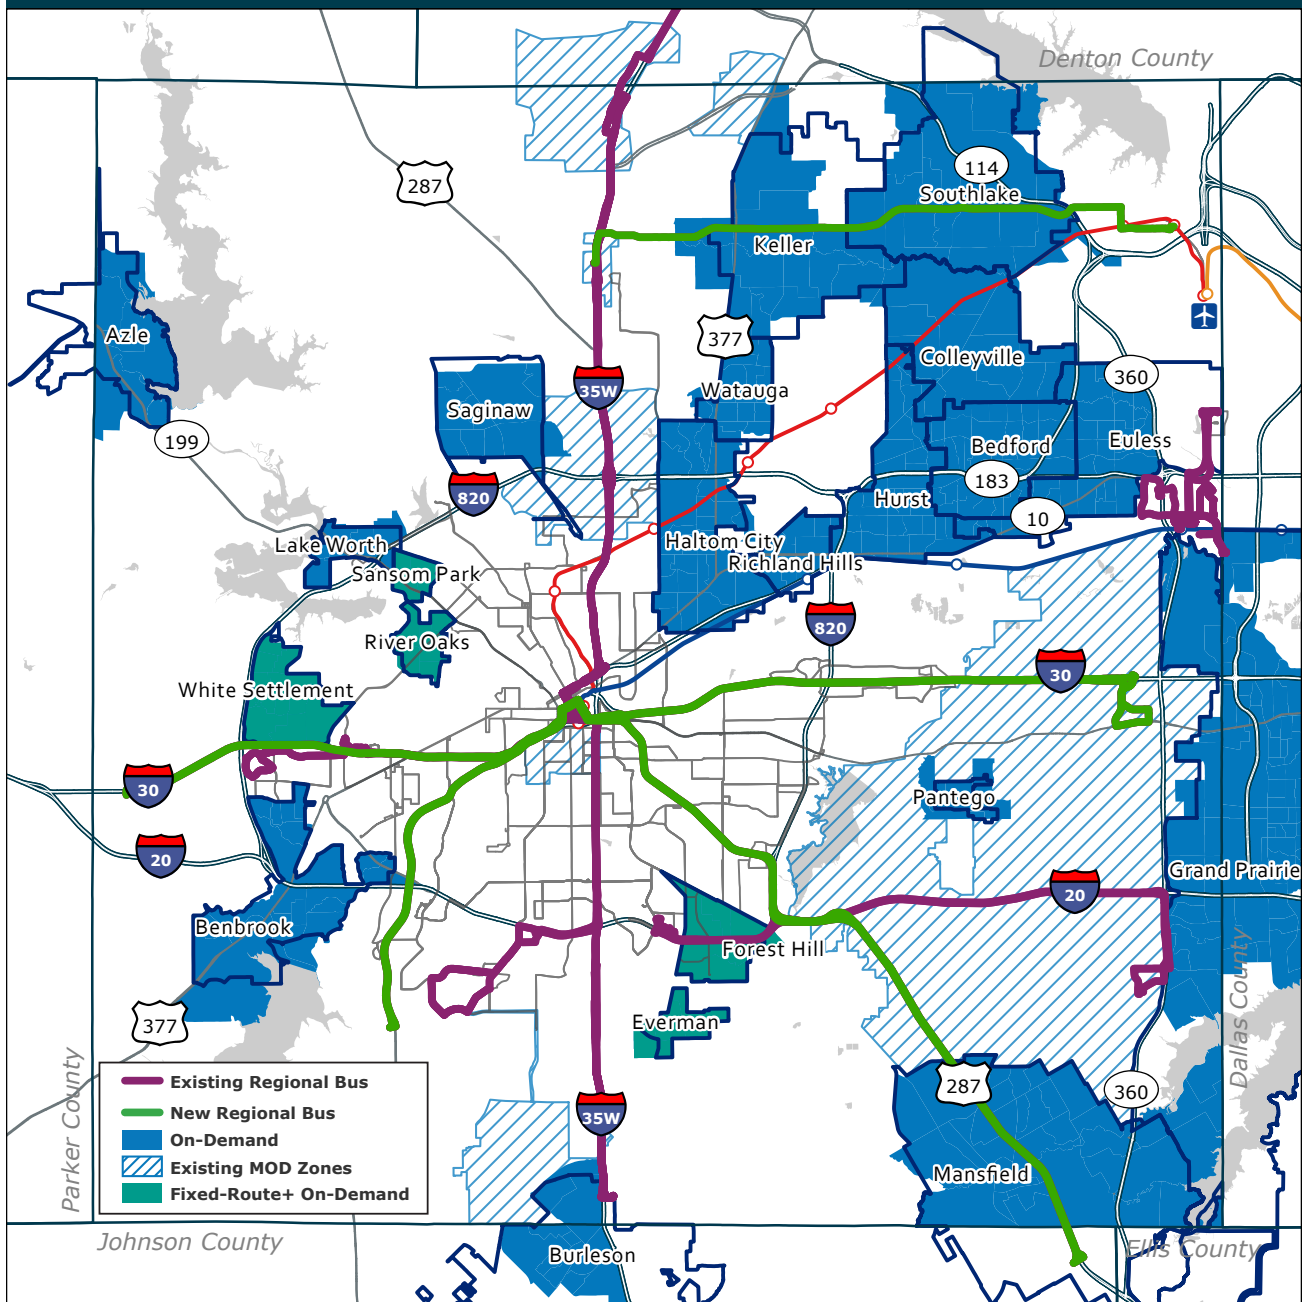 Denton County
287
114
Southlake
Keller
Azle
377
Colleyville
360
35W
Watauga
Saginaw
199
Bedford
Euless
820
183
Hurst
10
Lake Worth
Haltom City
Richland Hills
Sansom Park
820
River Oaks
30
White Settlement
30
Pantego
20
Grand Prairie
20
Benbrook
Forest Hill
377
Everman
Dallas County
287
360
35W
Parker County
Existing Regional Bus
New Regional Bus
On-Demand
Existing MOD Zones
Fixed-Route+ On-Demand
Mansfield
Johnson County
Burleson
Ellis County